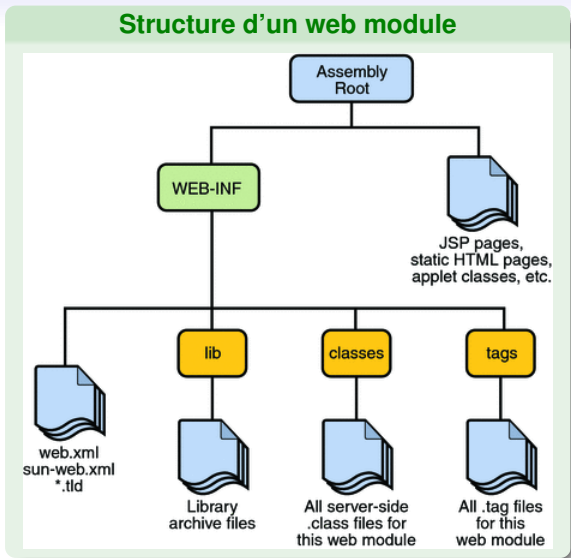 Structure d’un web module
Assembly
Root
WEB-INF
JSP pages,
static HTML pages,
applet classes, etc.
lib
classes
tags
web.xml
sun-web.xml
*.tld
Library
archive files
All server-side
.class files for
this web module
All .tag files
for this
web module